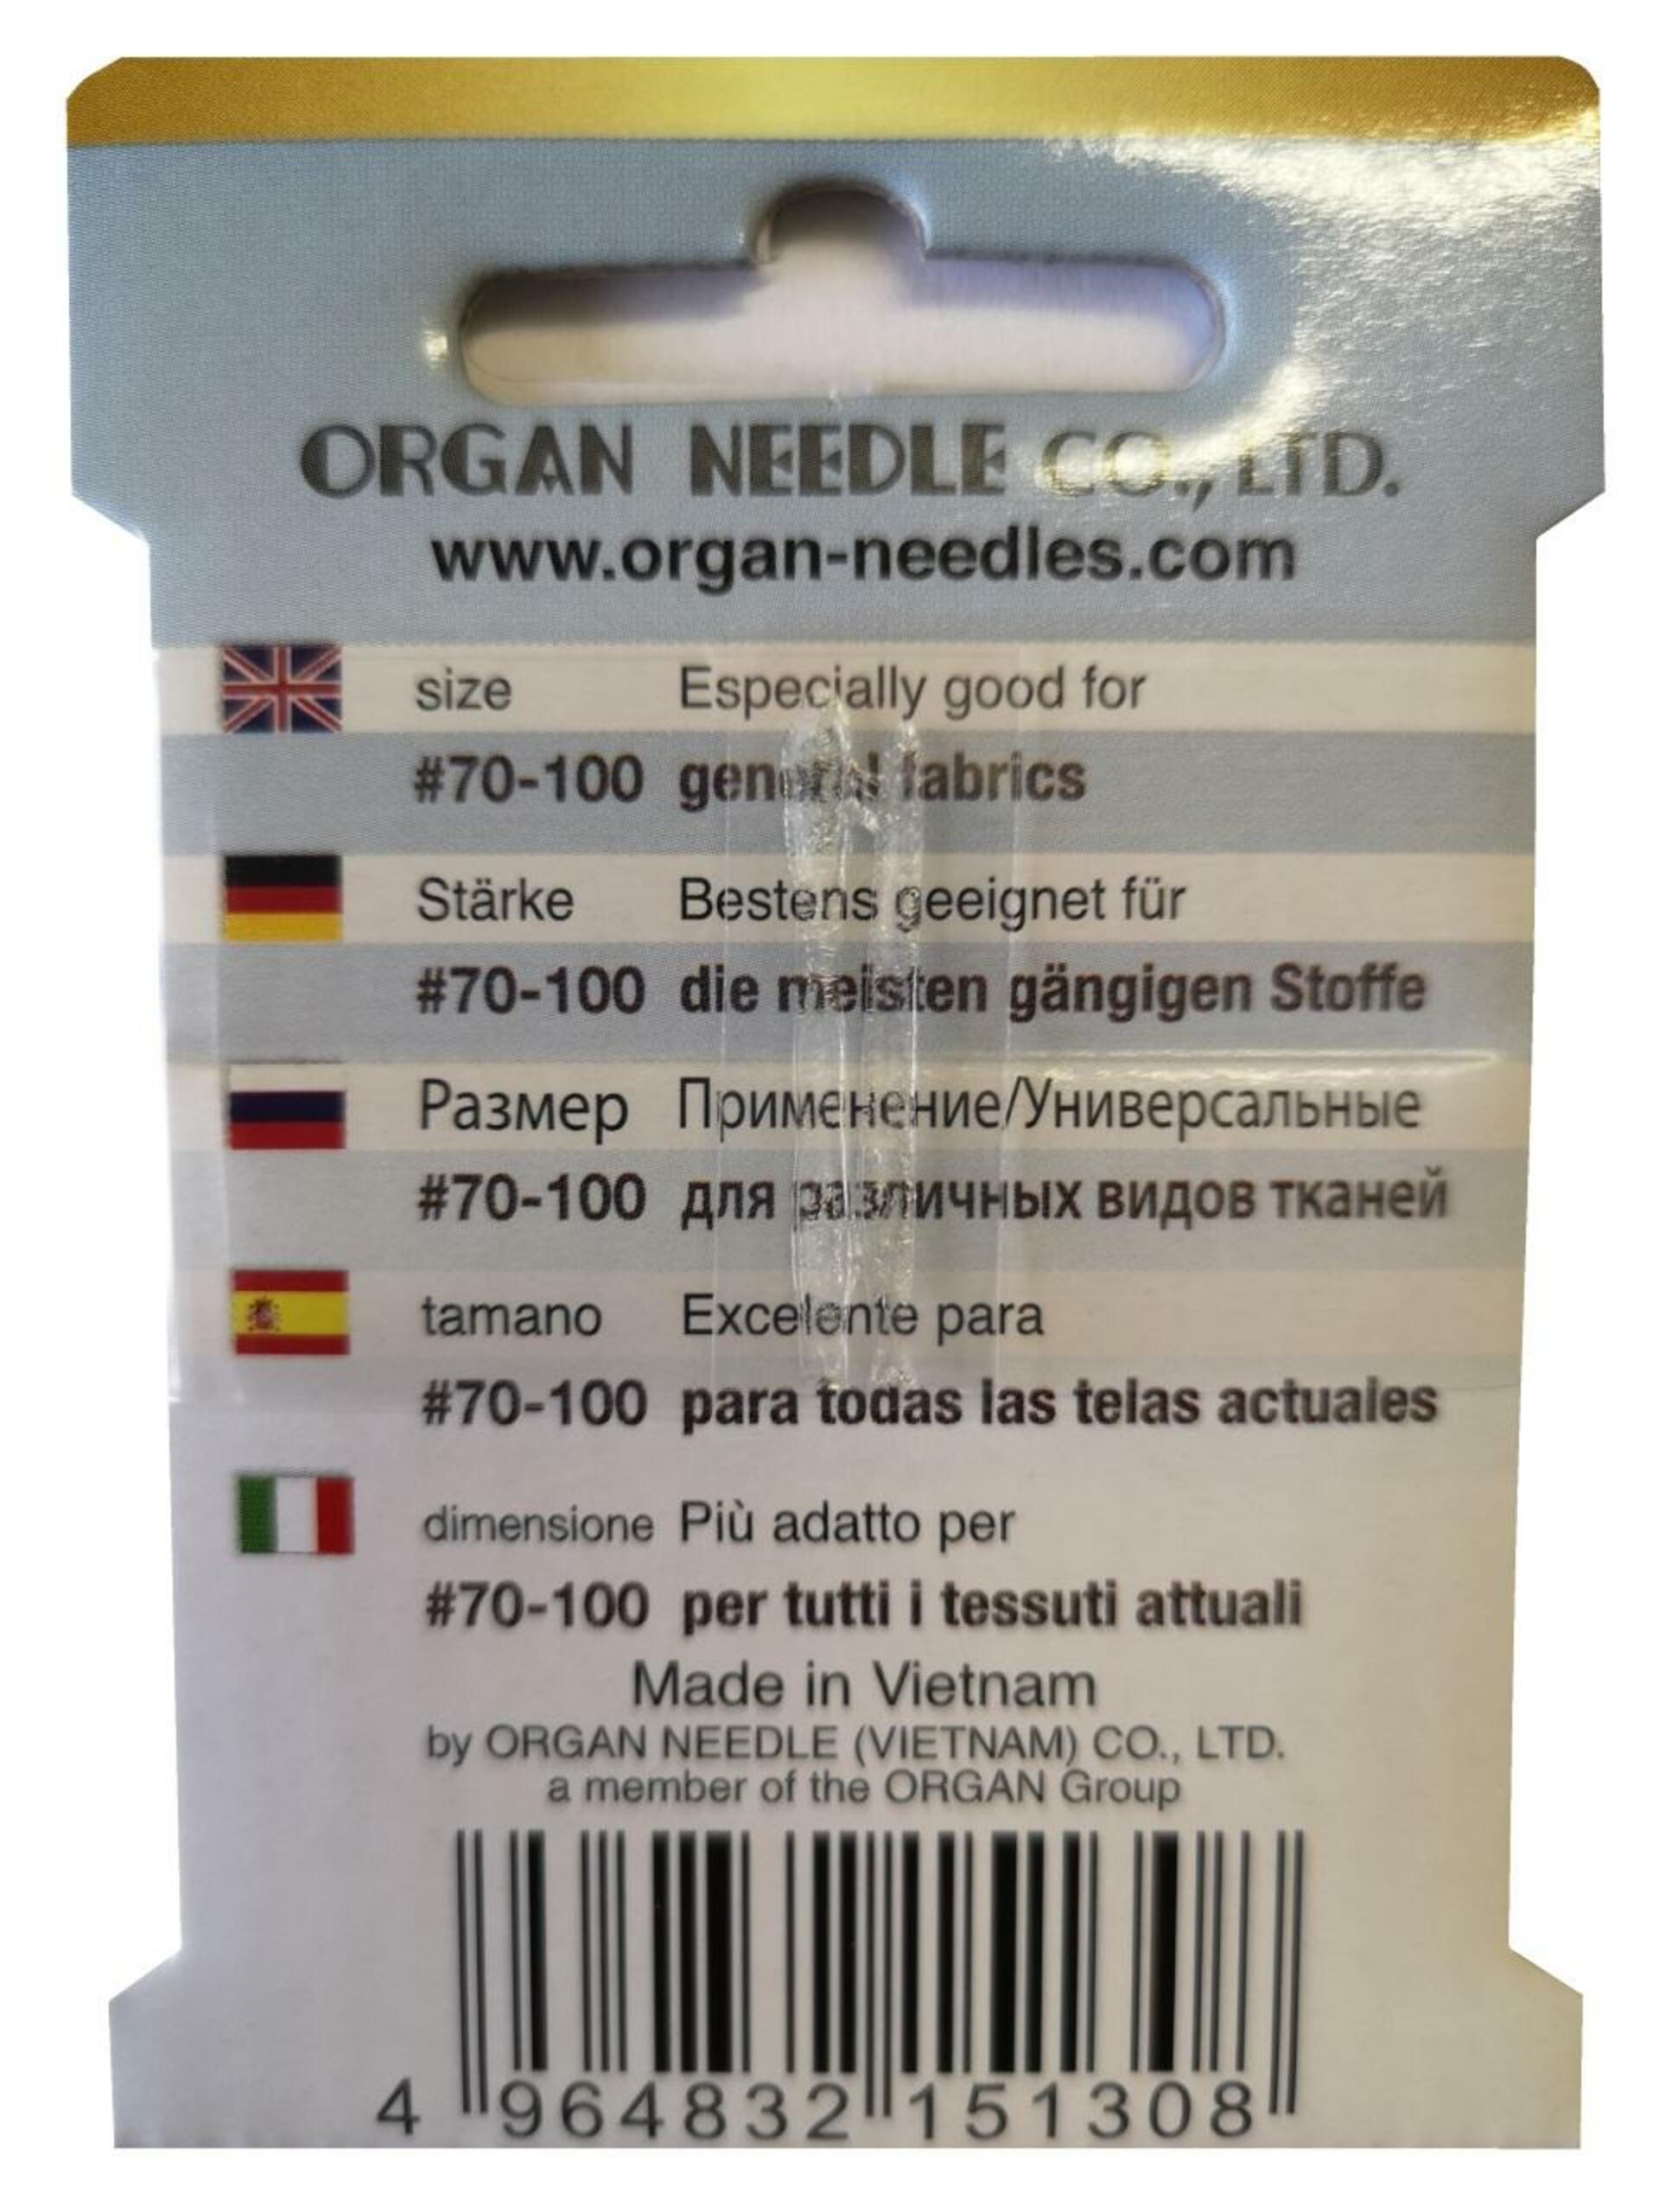 ORGAN NEEDLE CO., LTD.
www.organ-needles.com
size Especially good for
#70-100 general fabrics
Stärke Bestens geeignet für
#70-100 die meisten gängigen Stoffe
Размер Применение/Универсальные
#70-100 для различных видов тканей
tamano Excelente para
#70-100 para todas las telas actuales
dimensione Più adatto per
#70-100 per tutti i tessuti attuali
Made in Vietnam
by ORGAN NEEDLE (VIETNAM) CO., LTD.
a member of the ORGAN Group
4 964832 151308